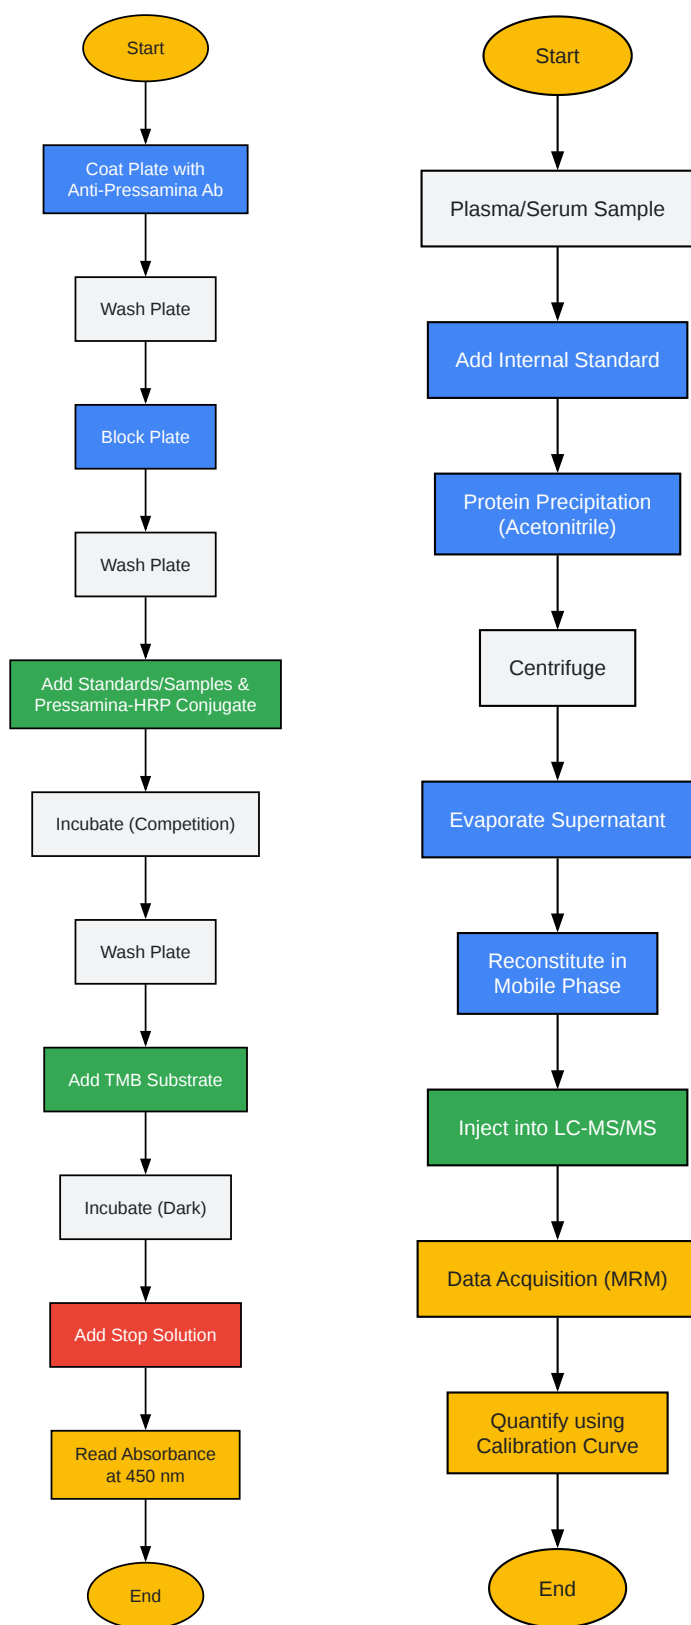 Start
Coat Plate with
Anti-Pressamina Ab
Wash Plate
Block Plate
Wash Plate
Add Standards/Samples &
Pressamina-HRP Conjugate
Incubate (Competition)
Wash Plate
Add TMB Substrate
Incubate (Dark)
Add Stop Solution
Read Absorbance
at 450 nm
End
Start
Plasma/Serum Sample
Add Internal Standard
Protein Precipitation
(Acetonitrile)
Centrifuge
Evaporate Supernatant
Reconstitute in
Mobile Phase
Inject into LC-MS/MS
Data Acquisition (MRM)
Quantify using
Calibration Curve
End